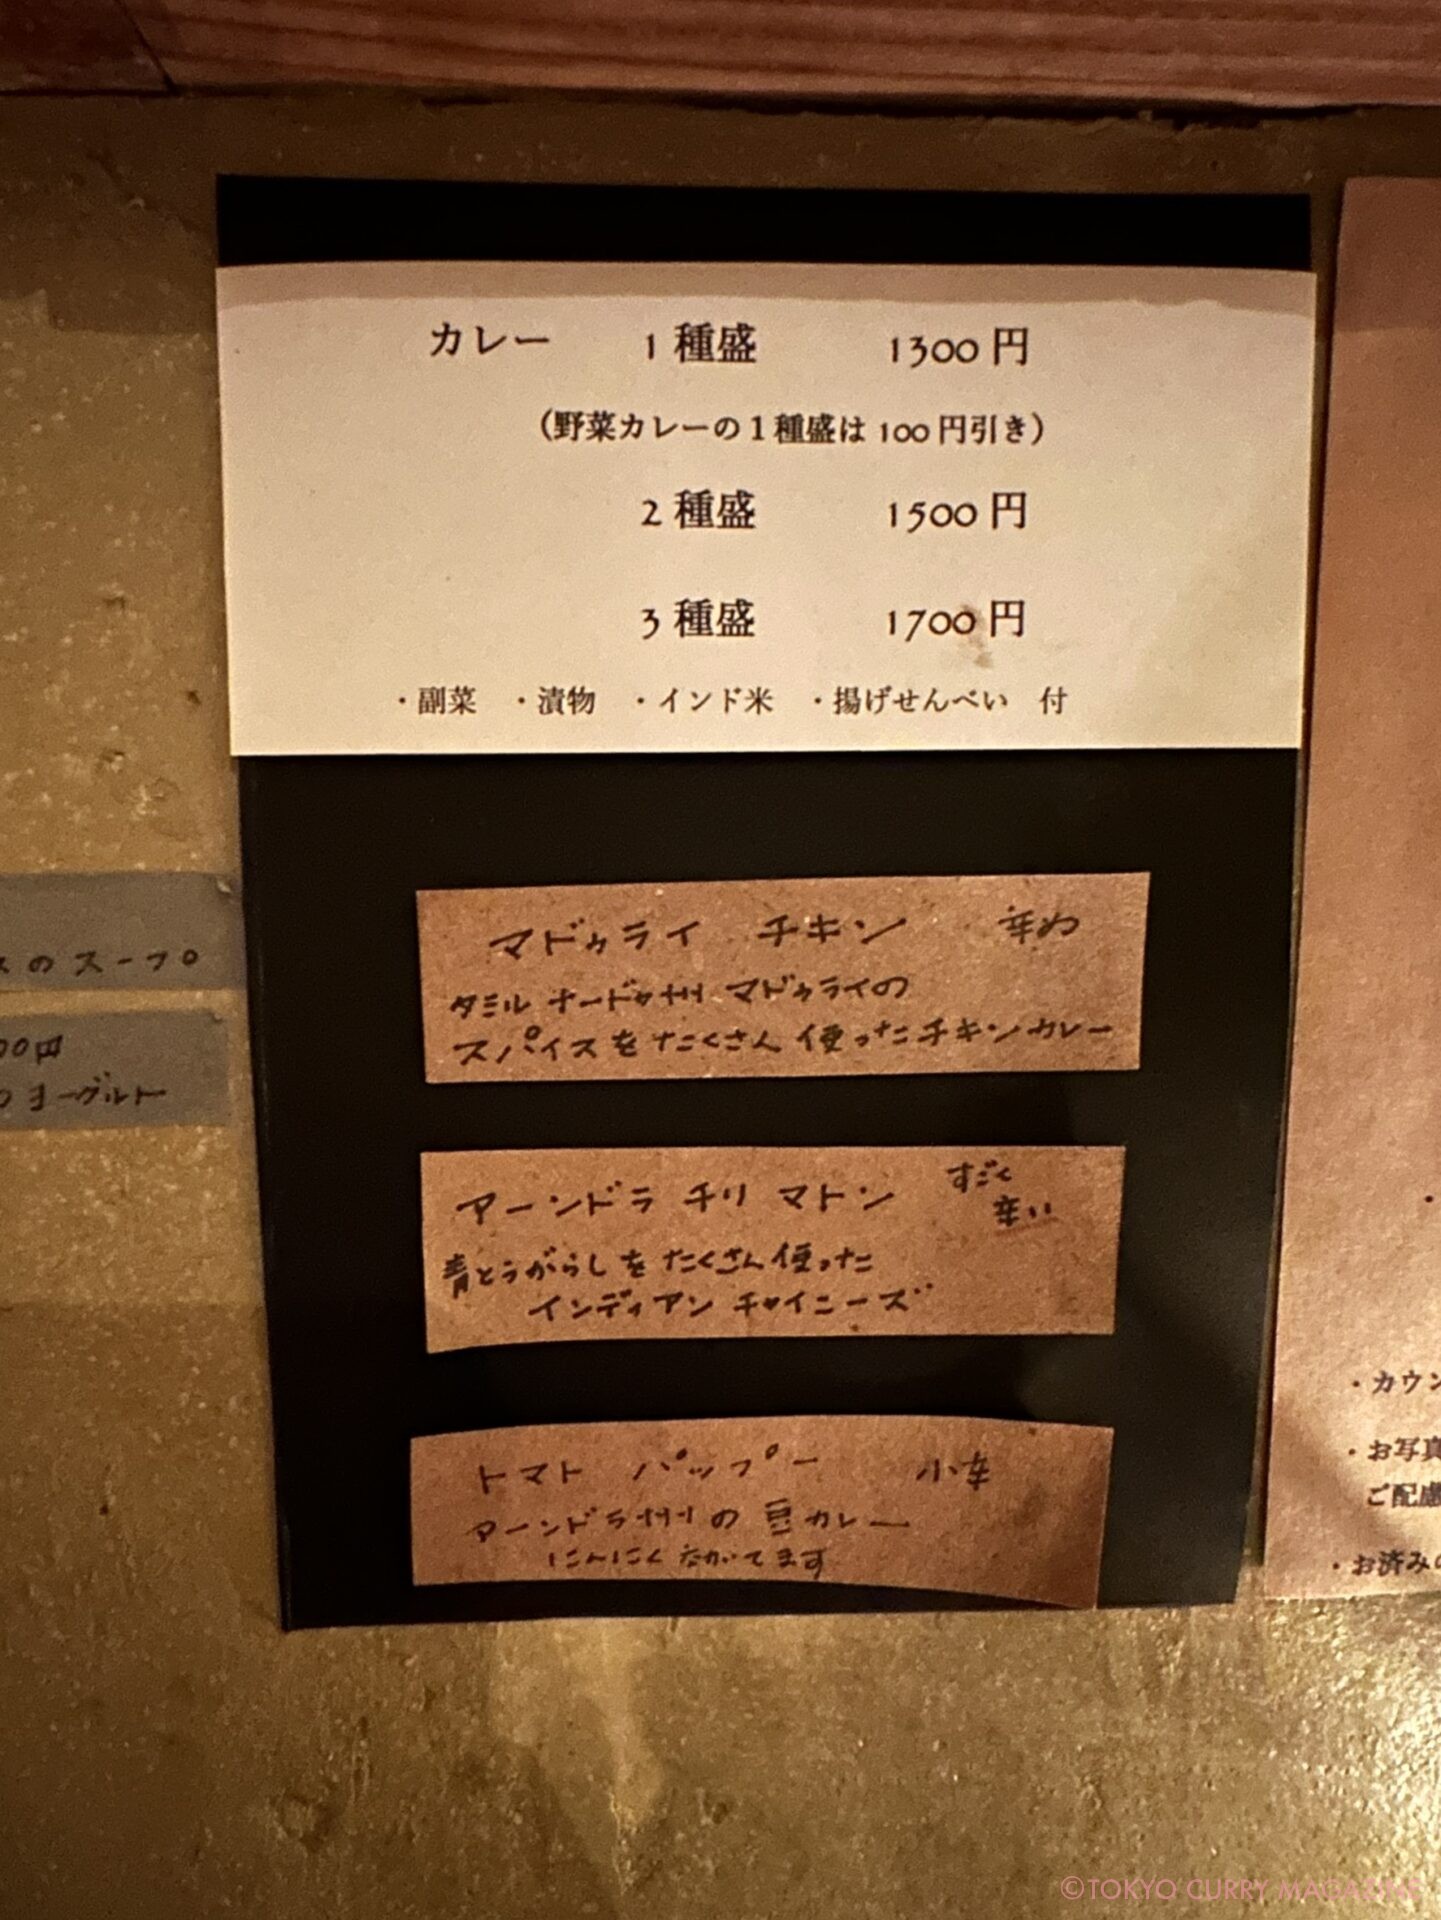 カレー 1種盛 1300円
(野菜カレーの1種盛は100円引き)
2種盛 1500円
3種盛 1700円
・副菜 ・漬物 ・インド米 ・揚げせんべい 付
マドゥライ チキン 辛め
タミル ナードゥ州 マドゥライの
スパイスをたくさん使ったチキンカレー
アーンドラ チリ マトン すごく
辛い
青とうがらしをたくさん使った
インディアン チャイニーズ
トマト パップー 小辛
アーンドラ州の豆カレー
にんにく きかせてます
スのスープ
00円
のヨーグルト
・カウン
・お写真
ご配慮
・お済みの
©TOKYO CURRY MAGAZINE